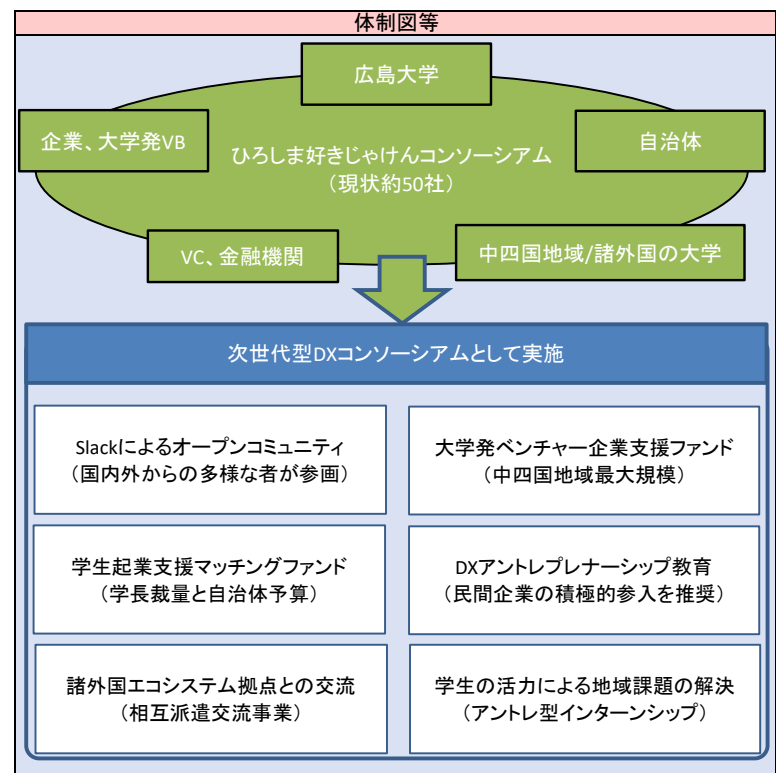 体制図等
広島大学
企業、大学発VB
自治体
ひろしま好きじゃけんコンソーシアム
（現状約50社）
VC、金融機関
中四国地域/諸外国の大学
次世代型DXコンソーシアムとして実施
Slackによるオープンコミュニティ
（国内外からの多様な者が参画）
大学発ベンチャー企業支援ファンド
（中四国地域最大規模）
学生起業支援マッチングファンド
（学長裁量と自治体予算）
DXアントレプレナーシップ教育
（民間企業の積極的参入を推奨）
諸外国エコシステム拠点との交流
（相互派遣交流事業）
学生の活力による地域課題の解決
（アントレ型インターンシップ）